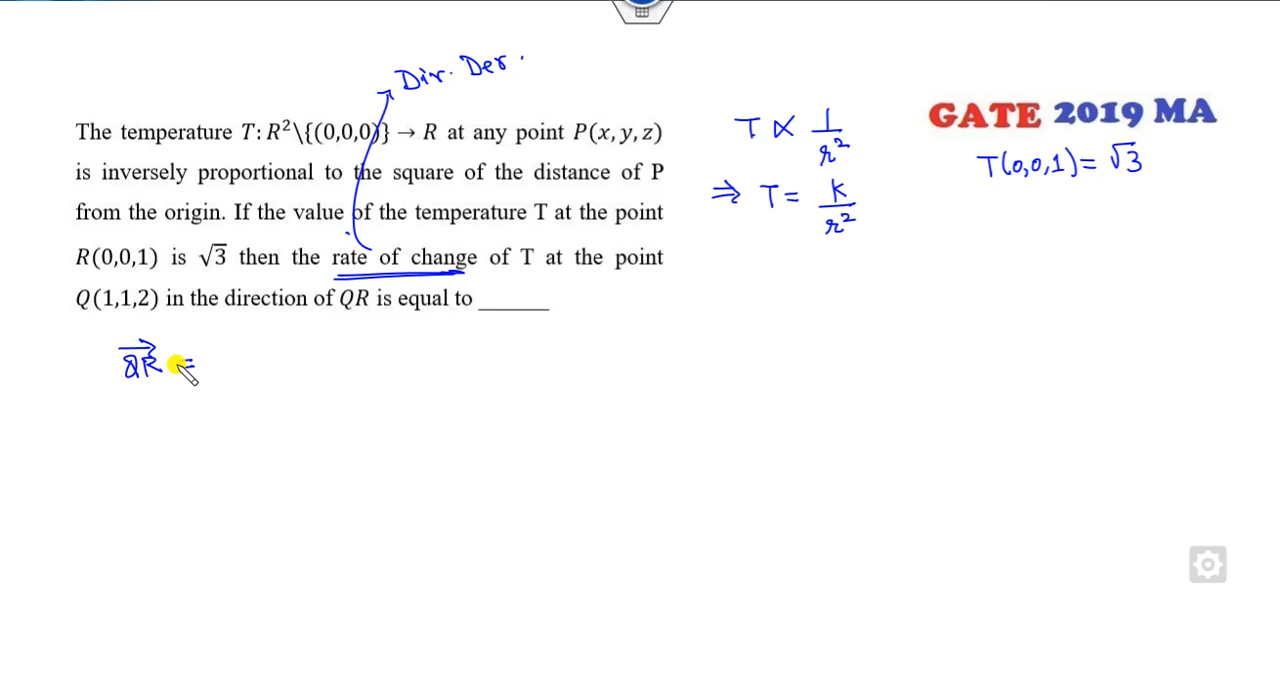 Dir. Der.
The temperature T: R²\{(0,0,0)} → R at any point P(x, y, z)
is inversely proportional to the square of the distance of P
from the origin. If the value of the temperature T at the point
R(0,0,1) is √3 then the rate of change of T at the point
Q(1,1,2) in the direction of QR is equal to ______
T ∝ 1/r²
⇒ T = k/r²
GATE 2019 MA
T(0,0,1) = √3
→QR =